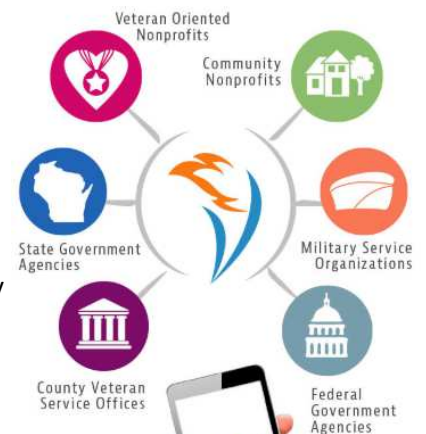 Veteran Oriented
Nonprofits
Community
Nonprofits
State Government
Agencies
Military Service
Organizations
y
County Veteran
Service Offices
Federal
Government
Agencies